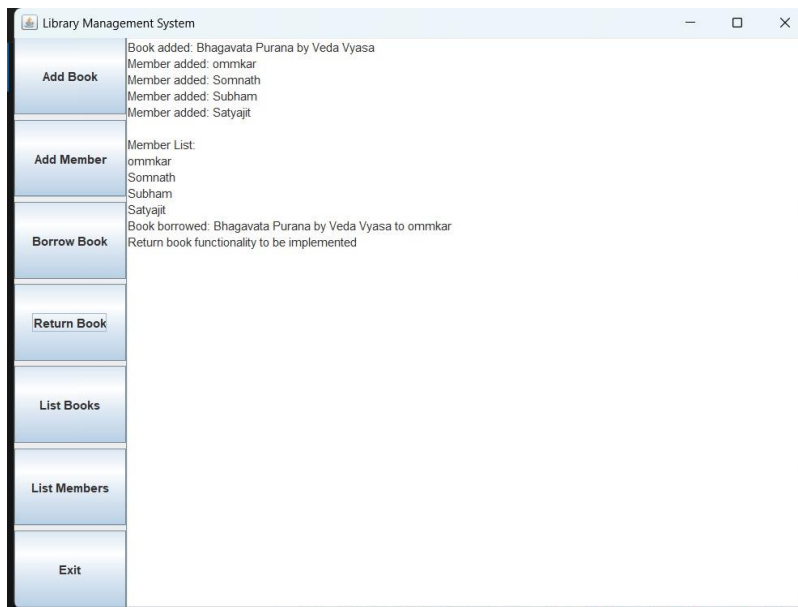 Library Management System
Add Book
Add Member
Borrow Book
Return Book
List Books
List Members
Exit
Book added: Bhagavata Purana by Veda Vyasa
Member added: ommkar
Member added: Somnath
Member added: Subham
Member added: Satyajit
Member List:
ommkar
Somnath
Subham
Satyajit
Book borrowed: Bhagavata Purana by Veda Vyasa to ommkar
Return book functionality to be implemented